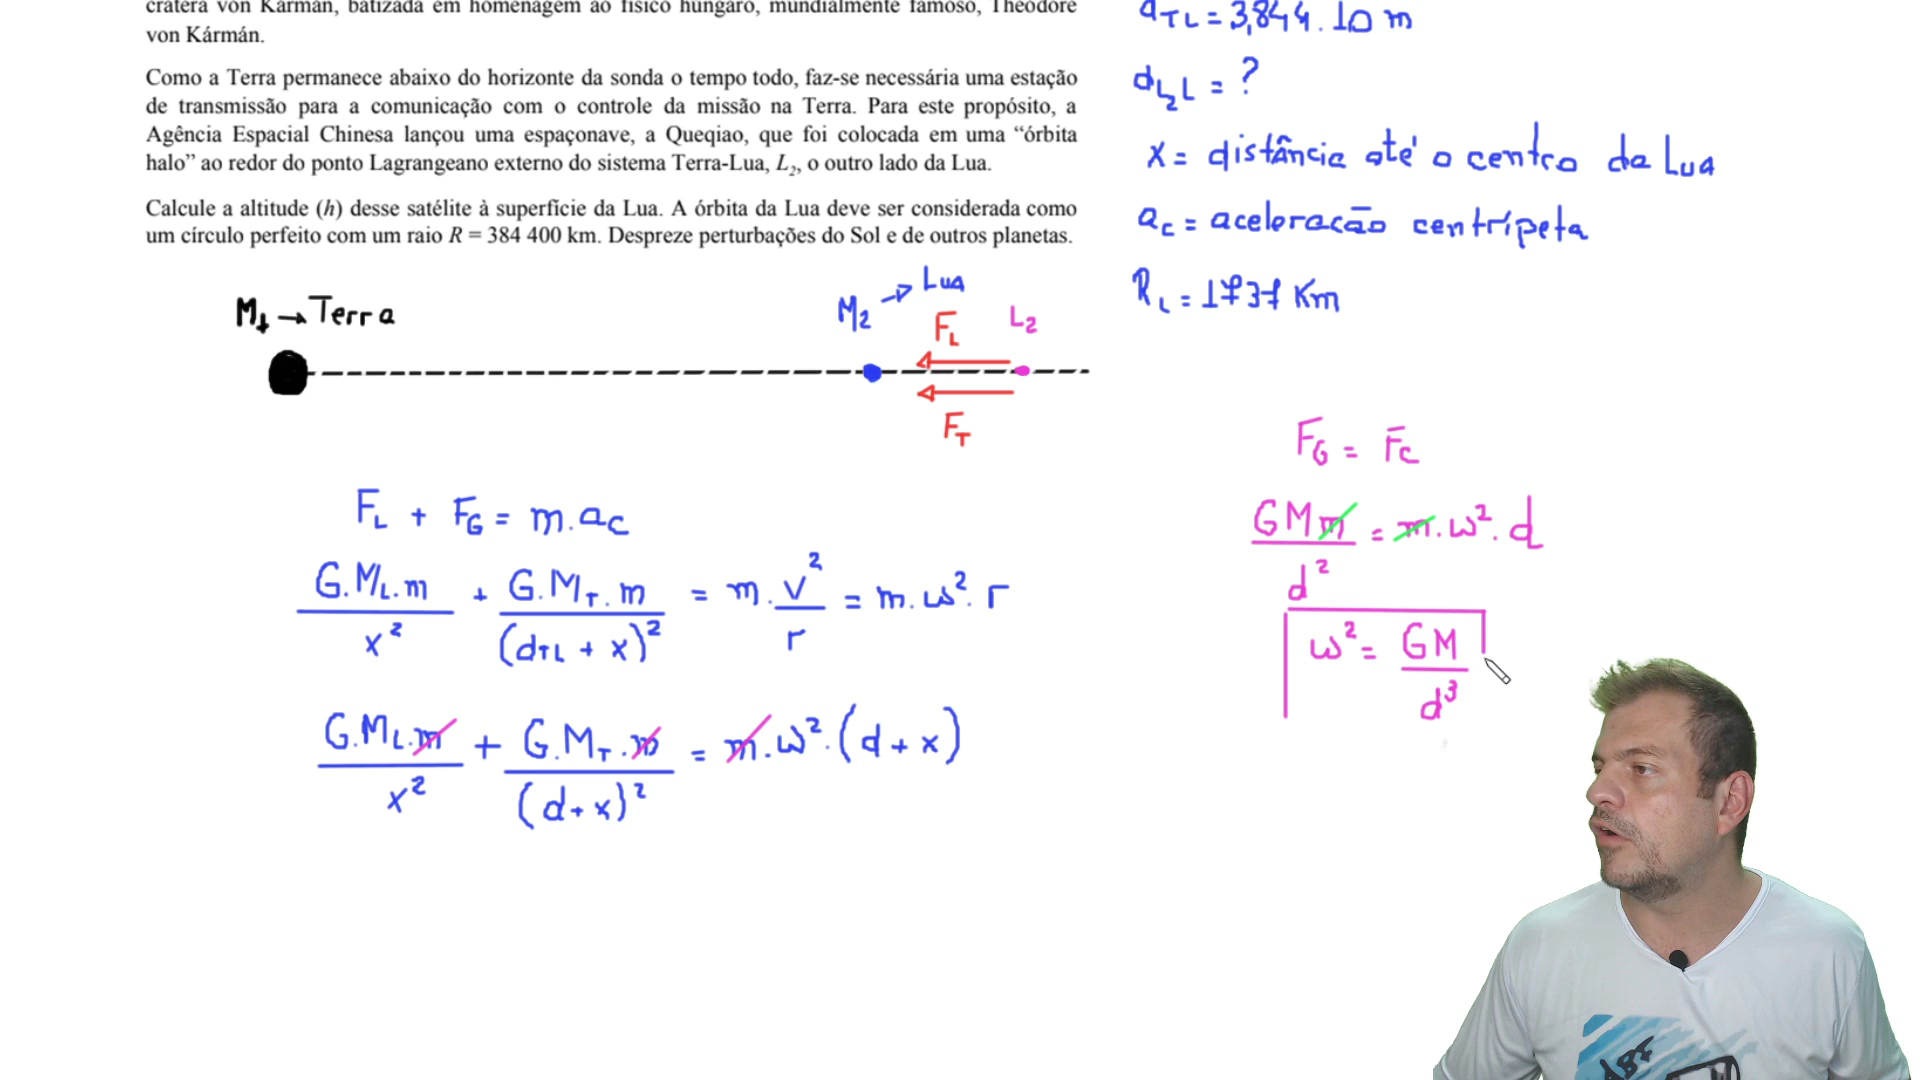 cratera von Kármán, batizada em homenagem ao físico húngaro, mundialmente famoso, Theodore
von Kármán.
Como a Terra permanece abaixo do horizonte da sonda o tempo todo, faz-se necessária uma estação
de transmissão para a comunicação com o controle da missão na Terra. Para este propósito, a
Agência Espacial Chinesa lançou uma espaçonave, a Queqiao, que foi colocada em uma “órbita
halo” ao redor do ponto Lagrangeano externo do sistema Terra-Lua, L₂, o outro lado da Lua.
Calcule a altitude (h) desse satélite à superfície da Lua. A órbita da Lua deve ser considerada como
um círculo perfeito com um raio R = 384 400 km. Despreze perturbações do Sol e de outros planetas.
dTL = 3,844.10 m
dL₂L = ?
x = distância até o centro da Lua
ac = aceleracão centrípeta
RL = 1737 Km
M₁ → Terra
M₂ → Lua
FL
L₂
FT
FL + FG = m.ac
G.ML.m / x² + G.MT.m / (dTL + x)² = m.v²/r = m.ω².r
G.ML.m / x² + G.MT.m / (d+x)² = m.ω².(d+x)
FG = Fc
GMm / d² = m.ω².d
ω² = GM / d³